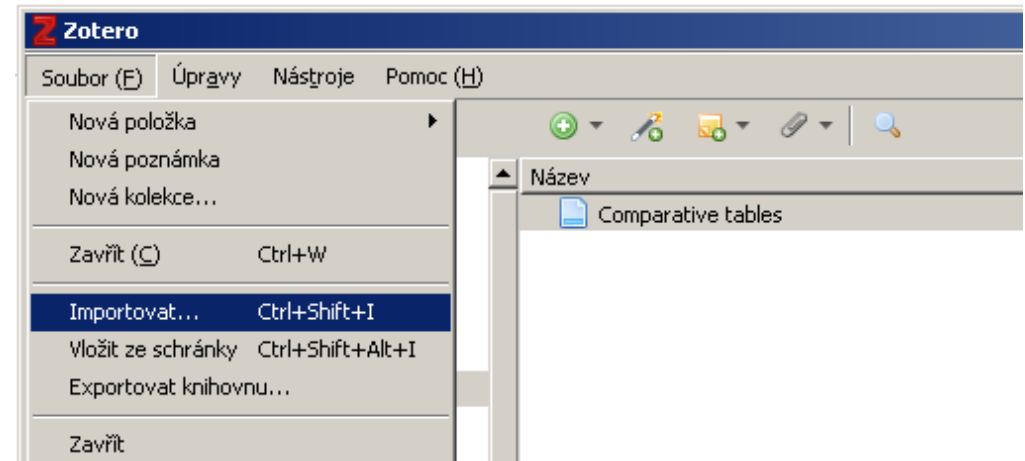 Zotero
Soubor (F) Úpravy Nástroje Pomoc (H)
Nová položka
Nová poznámka
Nová kolekce...
Zavřít (C) Ctrl+W
Importovat... Ctrl+Shift+I
Vložit ze schránky Ctrl+Shift+Alt+I
Exportovat knihovnu...
Zavřít
Název
Comparative tables